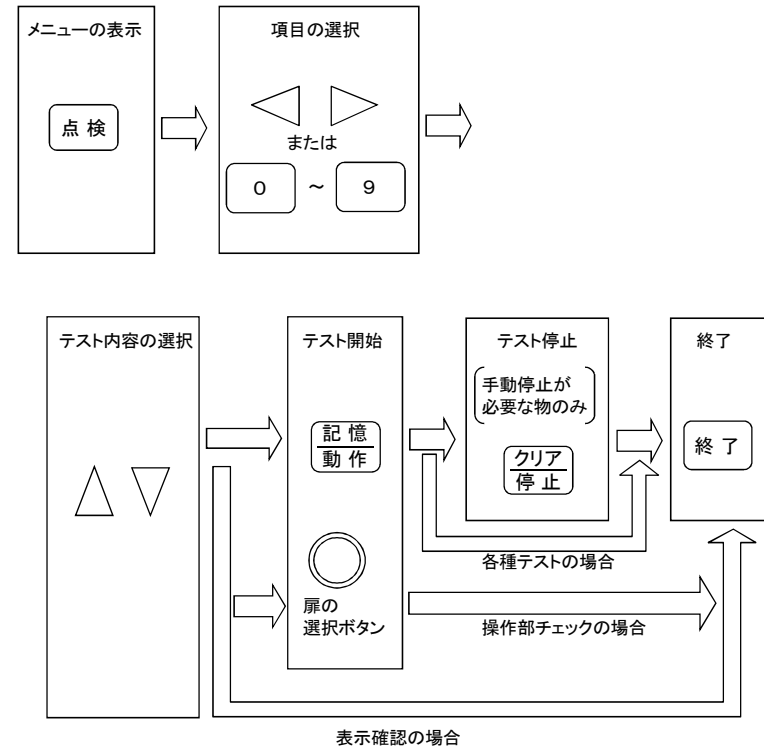 メニューの表示
点 検
項目の選択
または
0 ～ 9
テスト内容の選択
テスト開始
記 憶
動 作
扉の
選択ボタン
テスト停止
手動停止が
必要な物のみ
クリア
停 止
終了
終 了
各種テストの場合
操作部チェックの場合
表示確認の場合